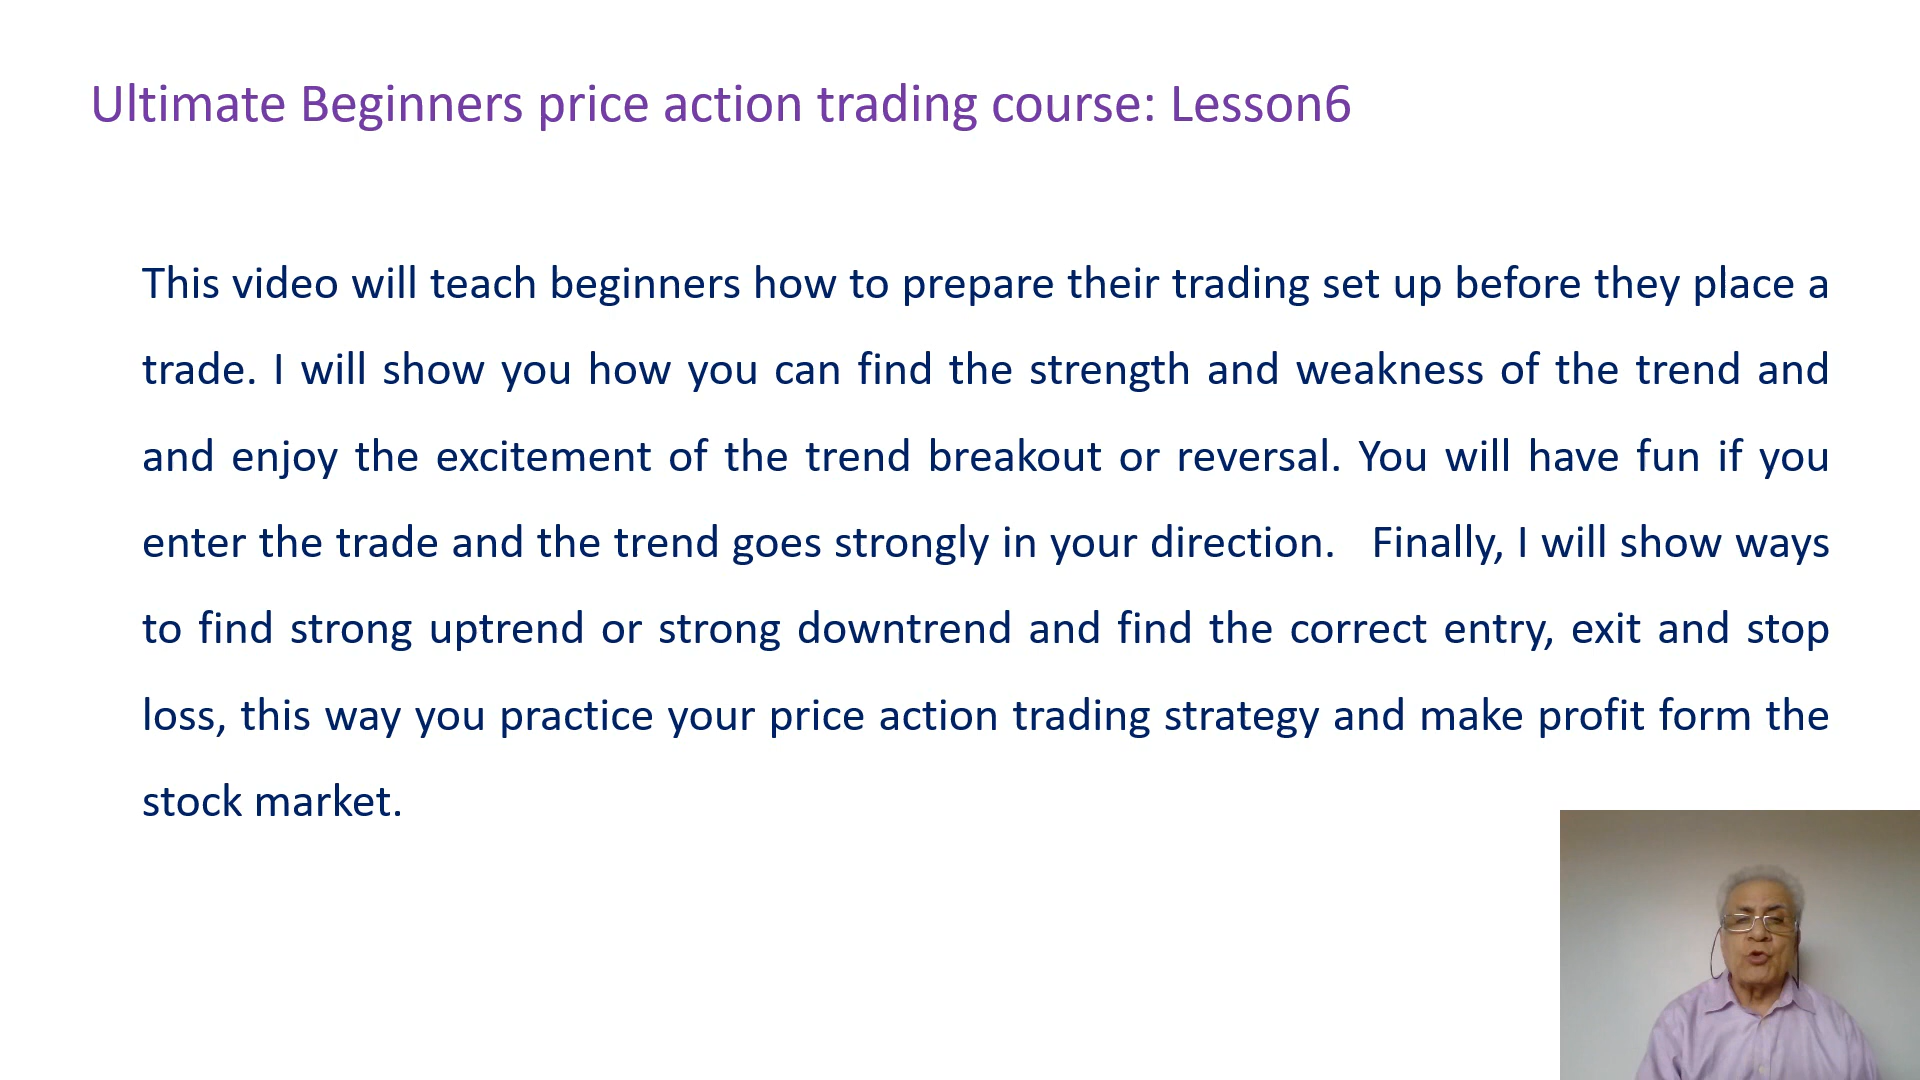 Ultimate Beginners price action trading course: Lesson6
This video will teach beginners how to prepare their trading set up before they place a
trade. I will show you how you can find the strength and weakness of the trend and
and enjoy the excitement of the trend breakout or reversal. You will have fun if you
enter the trade and the trend goes strongly in your direction.   Finally, I will show ways
to find strong uptrend or strong downtrend and find the correct entry, exit and stop
loss, this way you practice your price action trading strategy and make profit form the
stock market.